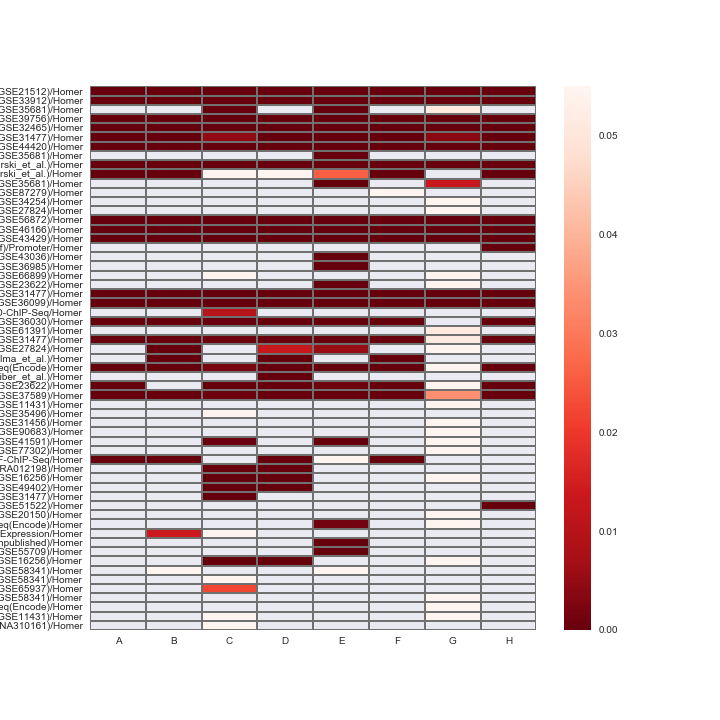 GSE21512)/Homer
GSE33912)/Homer
GSE35681)/Homer
GSE39756)/Homer
GSE32465)/Homer
GSE31477)/Homer
GSE44420)/Homer
GSE35681)/Homer
rski_et_al.)/Homer
rski_et_al.)/Homer
GSE35681)/Homer
GSE87279)/Homer
GSE34254)/Homer
GSE27824)/Homer
GSE56872)/Homer
GSE46166)/Homer
GSE43429)/Homer
f)/Promoter/Homer
GSE43036)/Homer
GSE36985)/Homer
GSE66899)/Homer
GSE23622)/Homer
GSE31477)/Homer
GSE36099)/Homer
-ChIP-Seq/Homer
GSE36030)/Homer
GSE61391)/Homer
GSE31477)/Homer
GSE27824)/Homer
lma_et_al.)/Homer
eq(Encode)/Homer
iber_et_al.)/Homer
GSE23622)/Homer
GSE37589)/Homer
GSE11431)/Homer
GSE35496)/Homer
GSE31456)/Homer
GSE90683)/Homer
GSE41591)/Homer
GSE77302)/Homer
F-ChIP-Seq/Homer
RA012198)/Homer
GSE16256)/Homer
GSE49402)/Homer
GSE31477)/Homer
GSE51522)/Homer
GSE20150)/Homer
eq(Encode)/Homer
Expression/Homer
npublished)/Homer
GSE55709)/Homer
GSE16256)/Homer
GSE58341)/Homer
GSE58341)/Homer
GSE65937)/Homer
GSE58341)/Homer
eq(Encode)/Homer
GSE11431)/Homer
NA310161)/Homer
A B C D E F G H
0.05
0.04
0.03
0.02
0.01
0.00